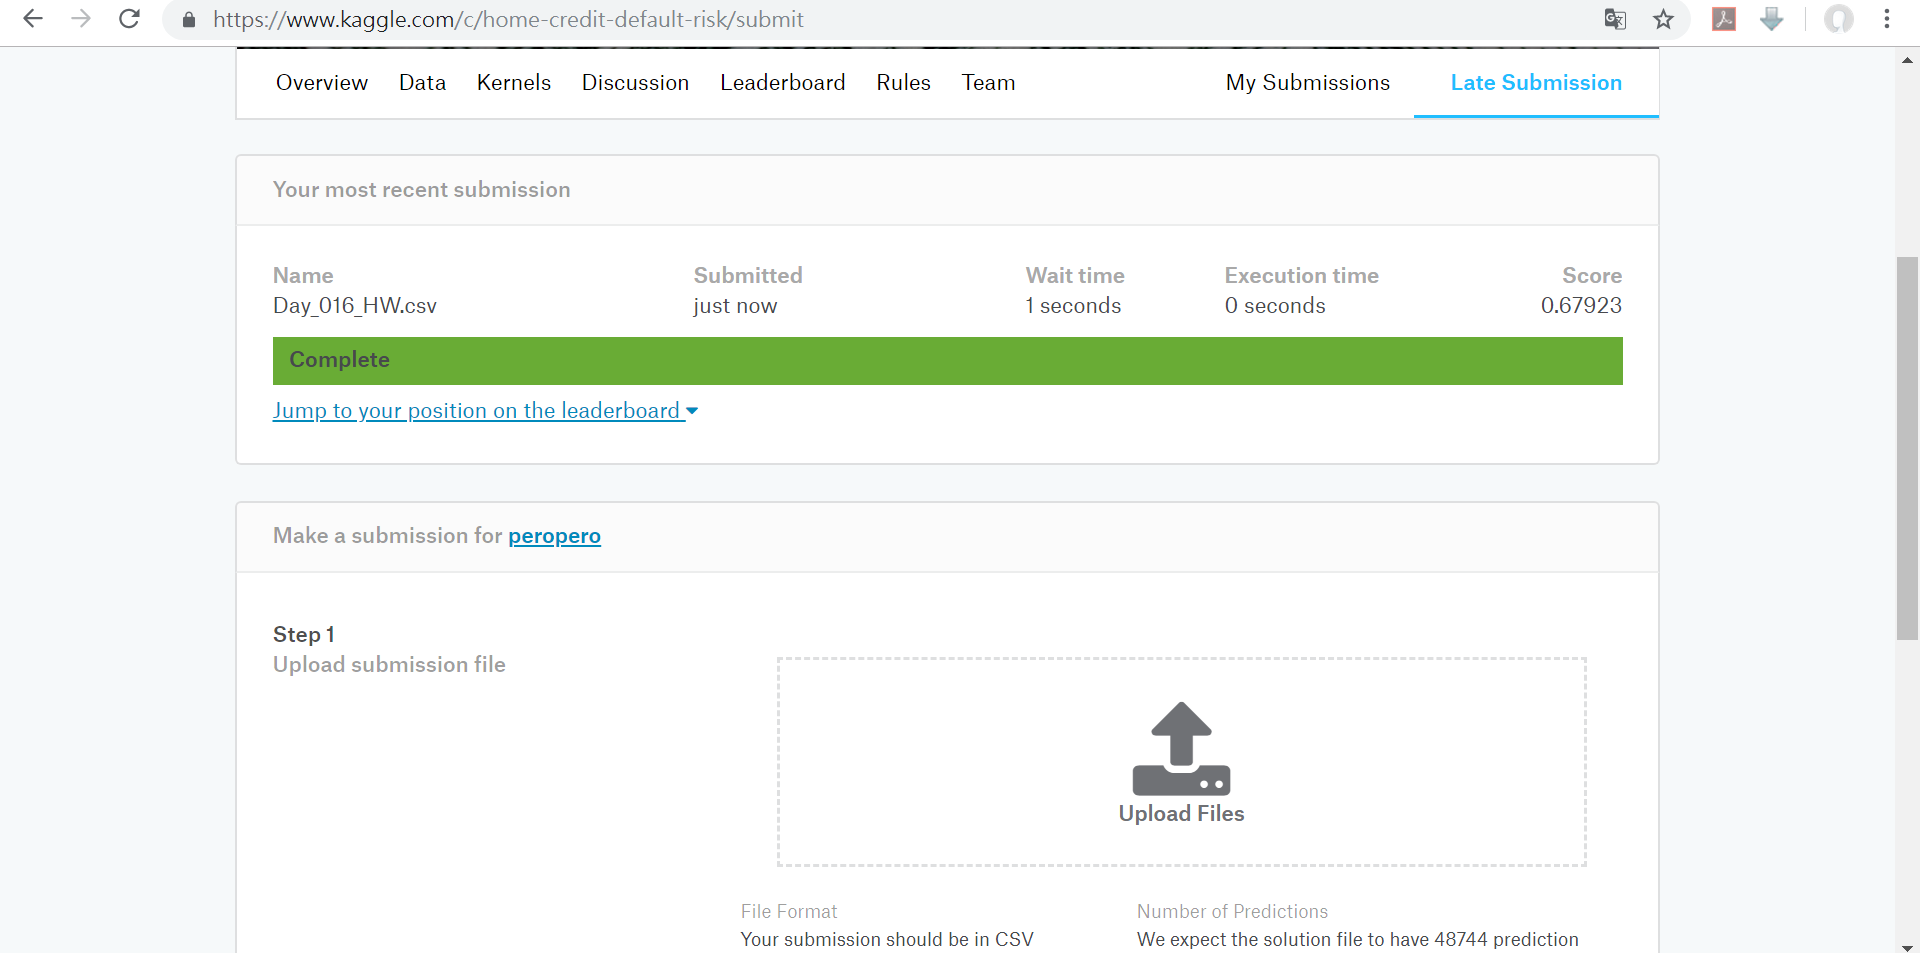 https://www.kaggle.com/c/home-credit-default-risk/submit
Overview Data Kernels Discussion Leaderboard Rules Team My Submissions Late Submission
Your most recent submission
Name Submitted Wait time Execution time Score
Day_016_HW.csv just now 1 seconds 0 seconds 0.67923
Complete
Jump to your position on the leaderboard
Make a submission for peropero
Step 1
Upload submission file
Upload Files
File Format Number of Predictions
Your submission should be in CSV We expect the solution file to have 48744 prediction